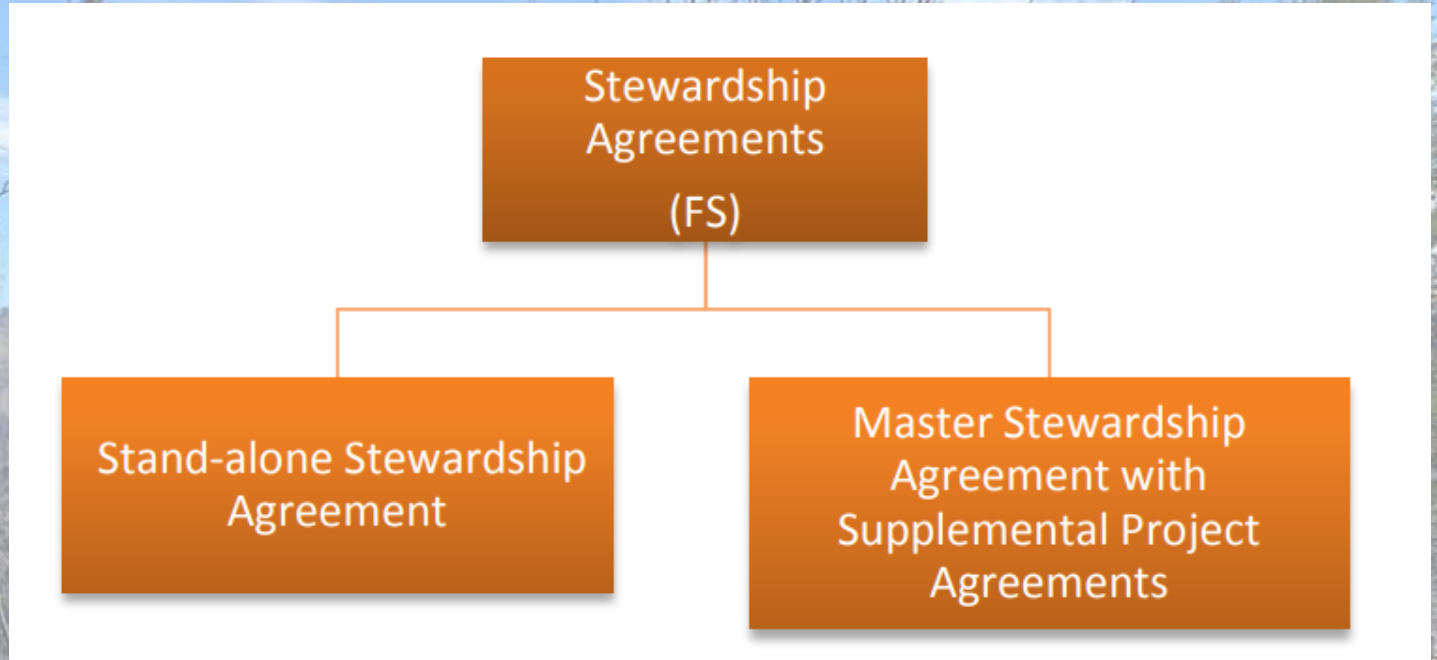 Stewardship
Agreements
(FS)
Stand-alone Stewardship
Agreement
Master Stewardship
Agreement with
Supplemental Project
Agreements